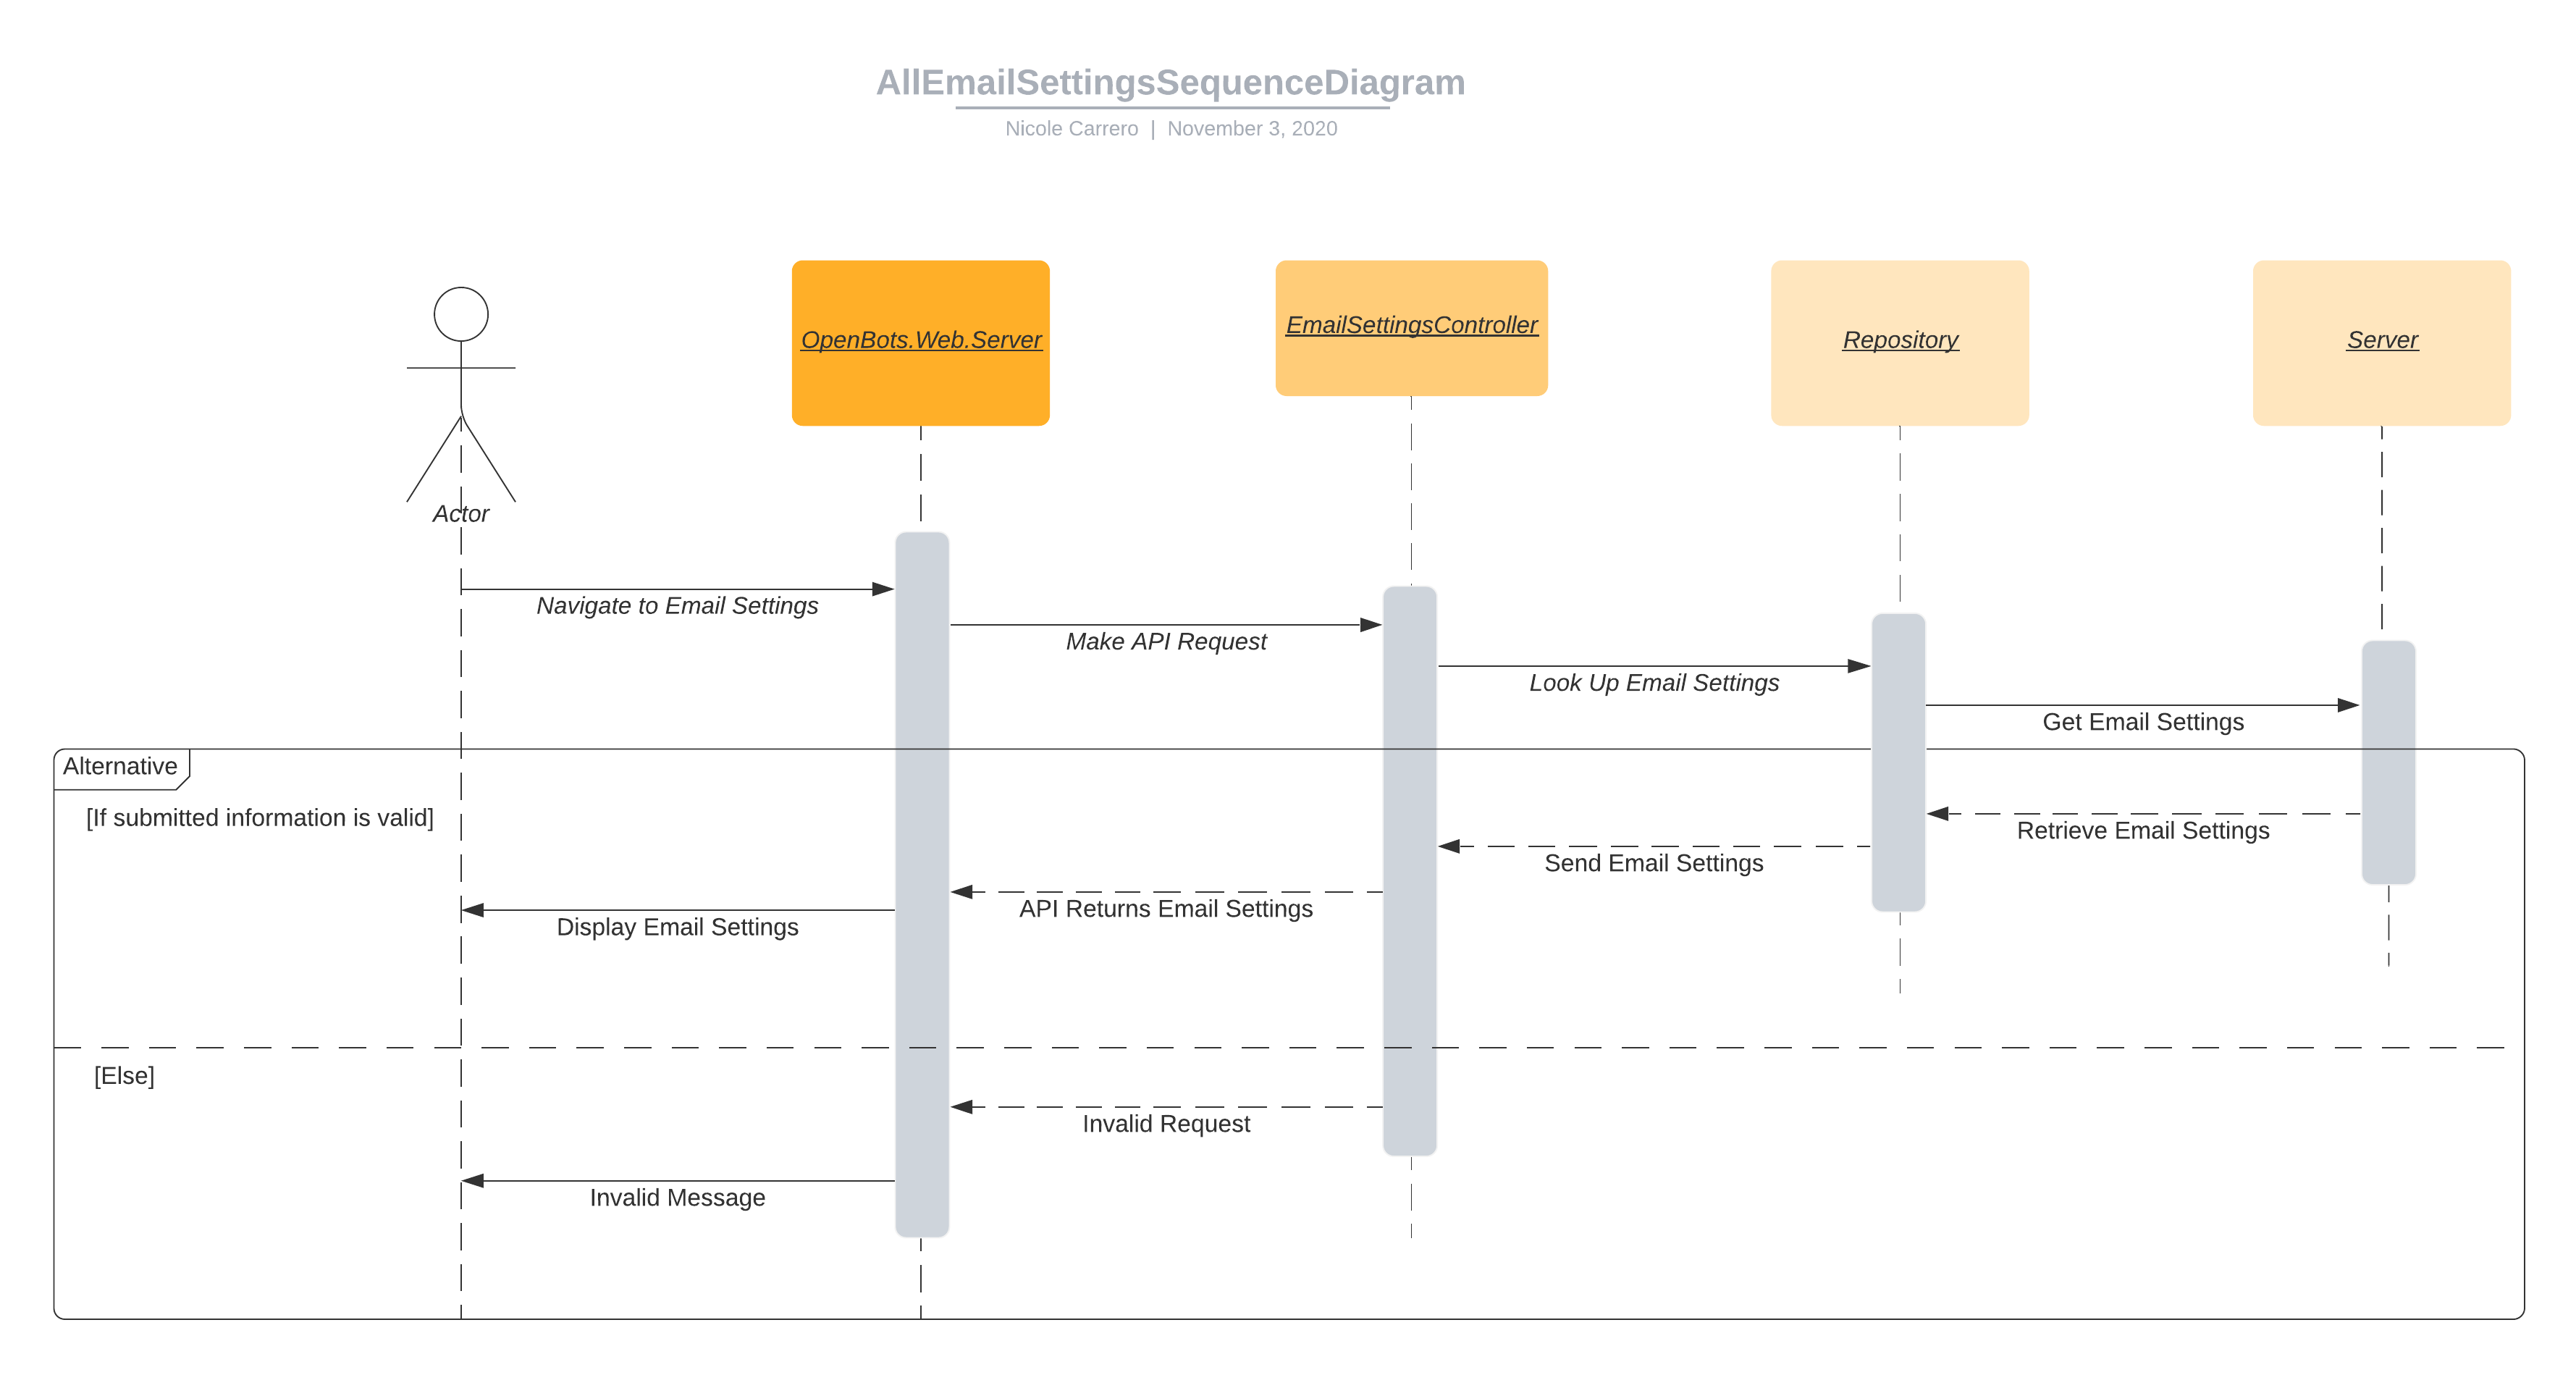 AllEmailSettingsSequenceDiagram
Nicole Carrero | November 3, 2020
OpenBots.Web.Server
EmailSettingsController
Repository
Server
Actor
Navigate to Email Settings
Make API Request
Look Up Email Settings
Get Email Settings
Alternative
[If submitted information is valid]
Retrieve Email Settings
Send Email Settings
API Returns Email Settings
Display Email Settings
[Else]
Invalid Request
Invalid Message